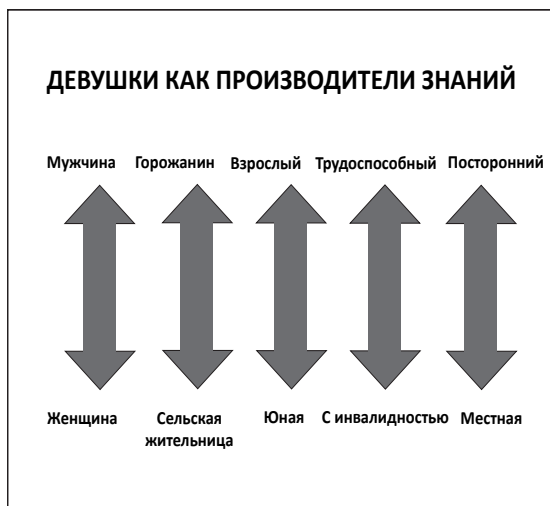 ДЕВУШКИ КАК ПРОИЗВОДИТЕЛИ ЗНАНИЙ
Мужчина Горожанин Взрослый Трудоспособный Посторонний
Женщина Сельская Юная С инвалидностью Местная
жительница